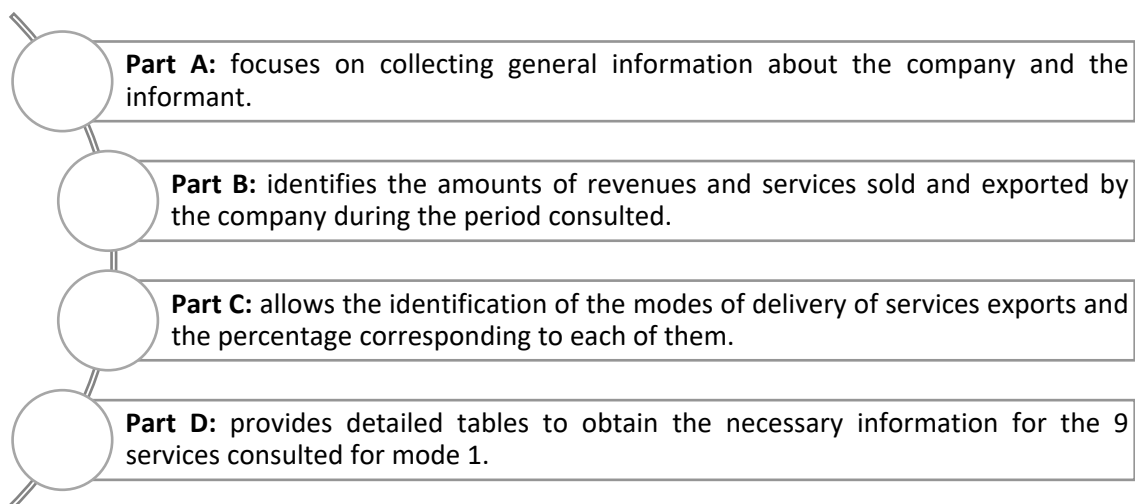 Part A: focuses on collecting general information about the company and the
informant.
Part B: identifies the amounts of revenues and services sold and exported by
the company during the period consulted.
Part C: allows the identification of the modes of delivery of services exports and
the percentage corresponding to each of them.
Part D: provides detailed tables to obtain the necessary information for the 9
services consulted for mode 1.